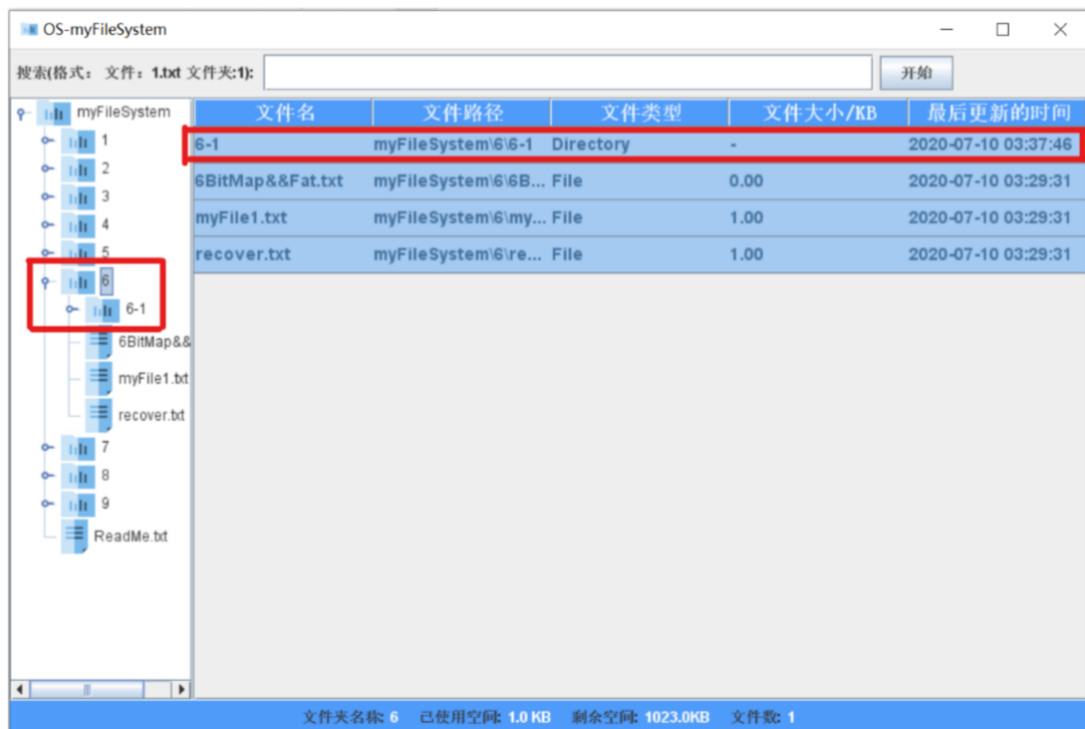 OS-myFileSystem
搜索(格式： 文件：1.txt 文件夹:1):
开始
myFileSystem
1
2
3
4
5
6
6-1
6BitMap&&
myFile1.txt
recover.txt
7
8
9
ReadMe.txt
文件名 文件路径 文件类型 文件大小/KB 最后更新的时间
6-1 myFileSystem\6\6-1 Directory - 2020-07-10 03:37:46
6BitMap&&Fat.txt myFileSystem\6\6B... File 0.00 2020-07-10 03:29:31
myFile1.txt myFileSystem\6\my... File 1.00 2020-07-10 03:29:31
recover.txt myFileSystem\6\re... File 1.00 2020-07-10 03:29:31
文件夹名称: 6 已使用空间: 1.0 KB 剩余空间: 1023.0KB 文件数: 1